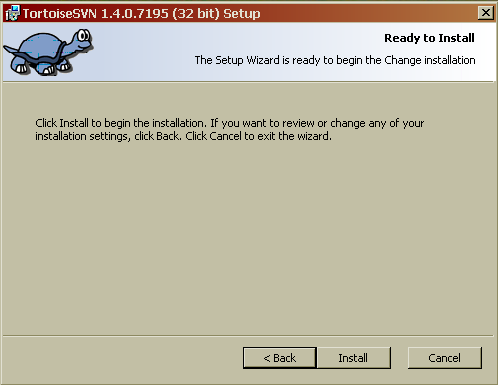 TortoiseSVN 1.4.0.7195 (32 bit) Setup
Ready to Install
The Setup Wizard is ready to begin the Change installation
Click Install to begin the installation. If you want to review or change any of your
installation settings, click Back. Click Cancel to exit the wizard.
< Back
Install
Cancel